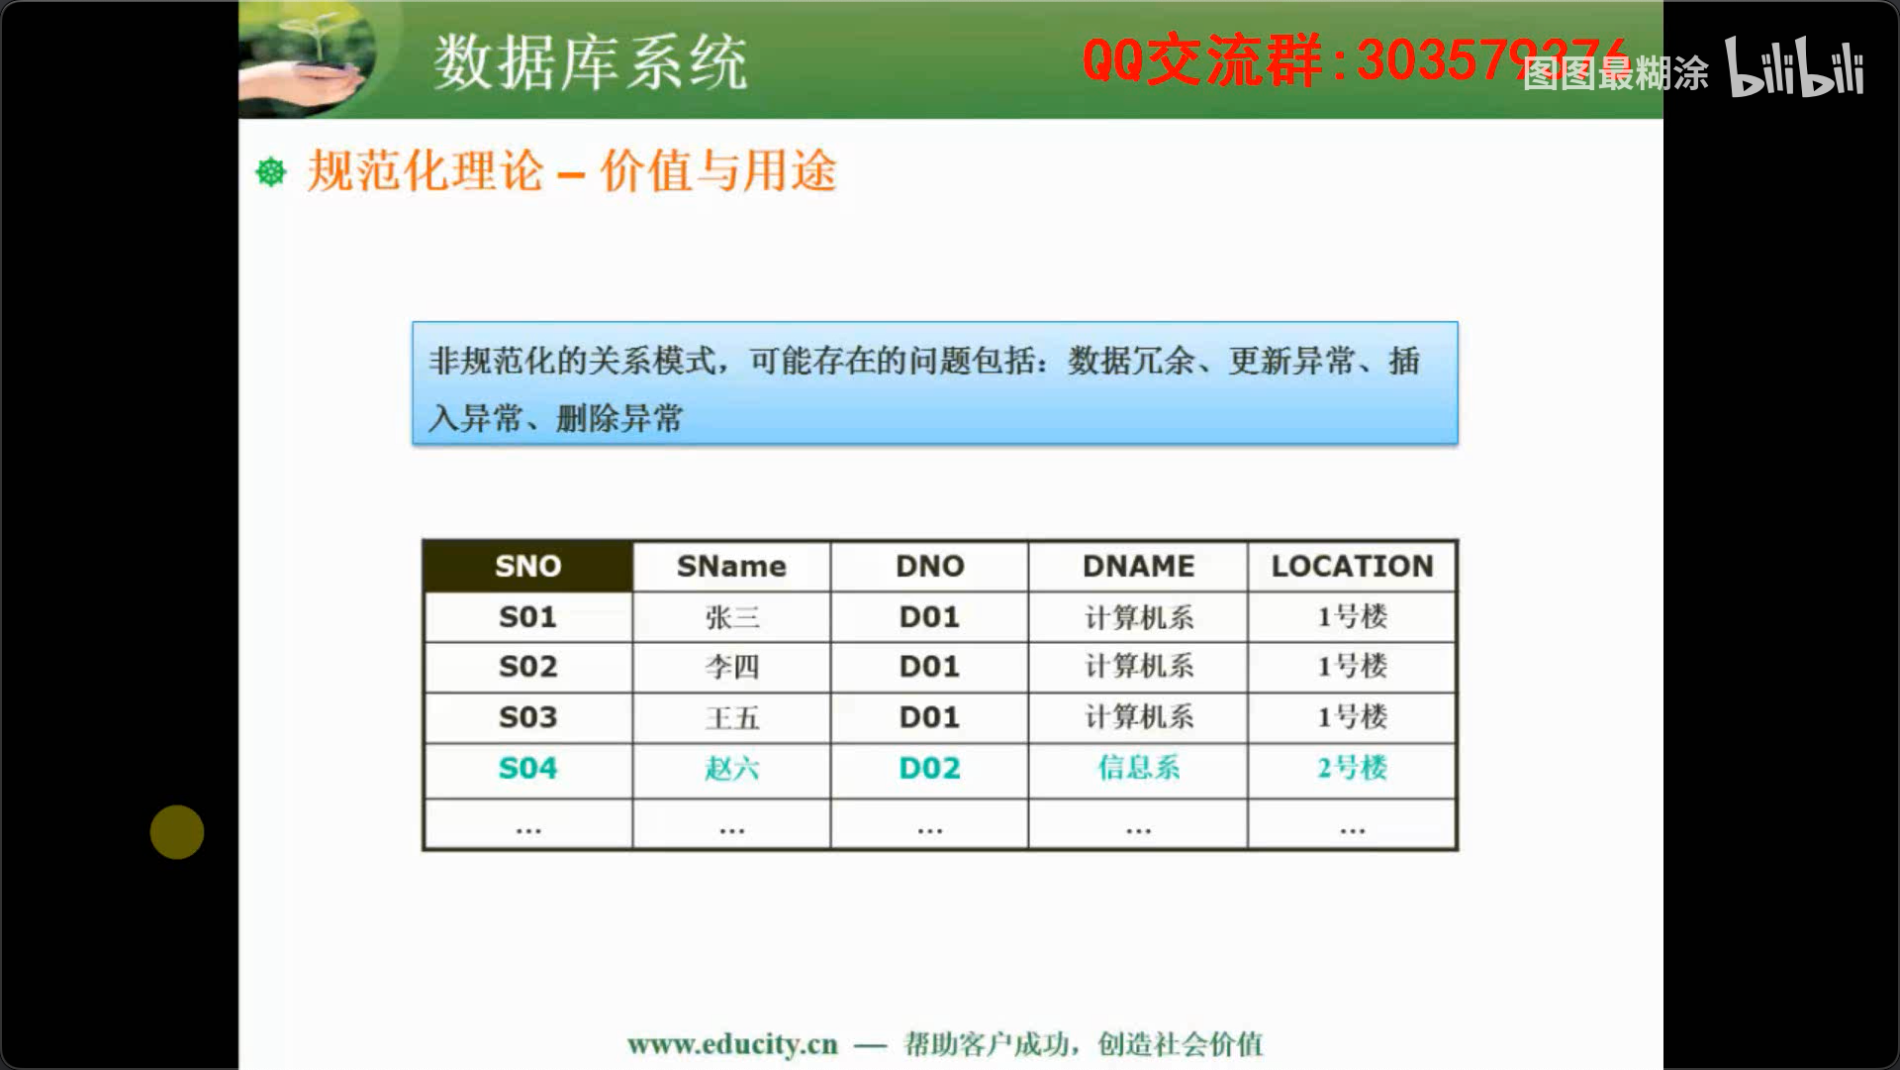 数据库系统
QQ交流群:303579376
图图最糊涂 bilibili
规范化理论 – 价值与用途
非规范化的关系模式，可能存在的问题包括：数据冗余、更新异常、插
入异常、删除异常
SNO SName DNO DNAME LOCATION
S01 张三 D01 计算机系 1号楼
S02 李四 D01 计算机系 1号楼
S03 王五 D01 计算机系 1号楼
S04 赵六 D02 信息系 2号楼
... ... ... ... ...
www.educity.cn — 帮助客户成功，创造社会价值